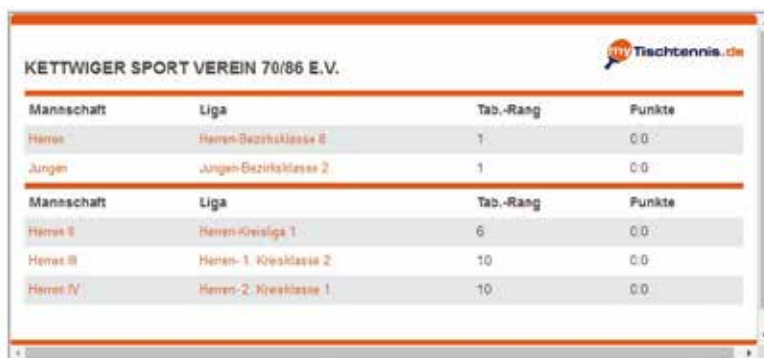 myTischtennis.de
KETTWIGER SPORT VEREIN 70/86 E.V.
Mannschaft Liga Tab.-Rang Punkte
Herren Herren-Bezirksklasse 1 0:0
Jungen Jungen-Bezirksklasse 2 1 0:0
Mannschaft Liga Tab.-Rang Punkte
Herren II Herren-Kreisliga 1 6 0:0
Herren III Herren- 1. Kreisklasse 2 10 0:0
Herren IV Herren- 2. Kreisklasse 1 10 0:0